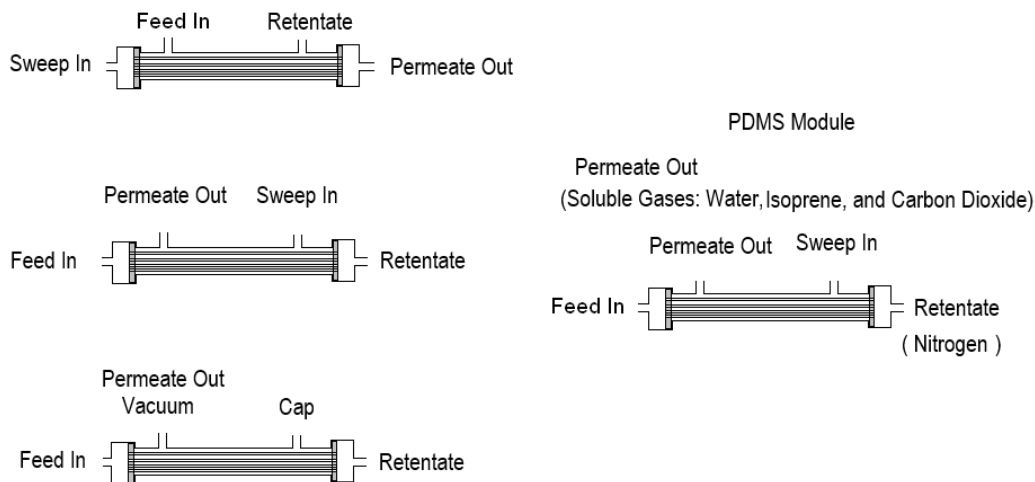 Feed In Retentate
Sweep In Permeate Out
Permeate Out Sweep In
Feed In Retentate
Permeate Out
Vacuum Cap
Feed In Retentate
PDMS Module
Permeate Out
(Soluble Gases: Water, Isoprene, and Carbon Dioxide)
Permeate Out Sweep In
Feed In Retentate
( Nitrogen )